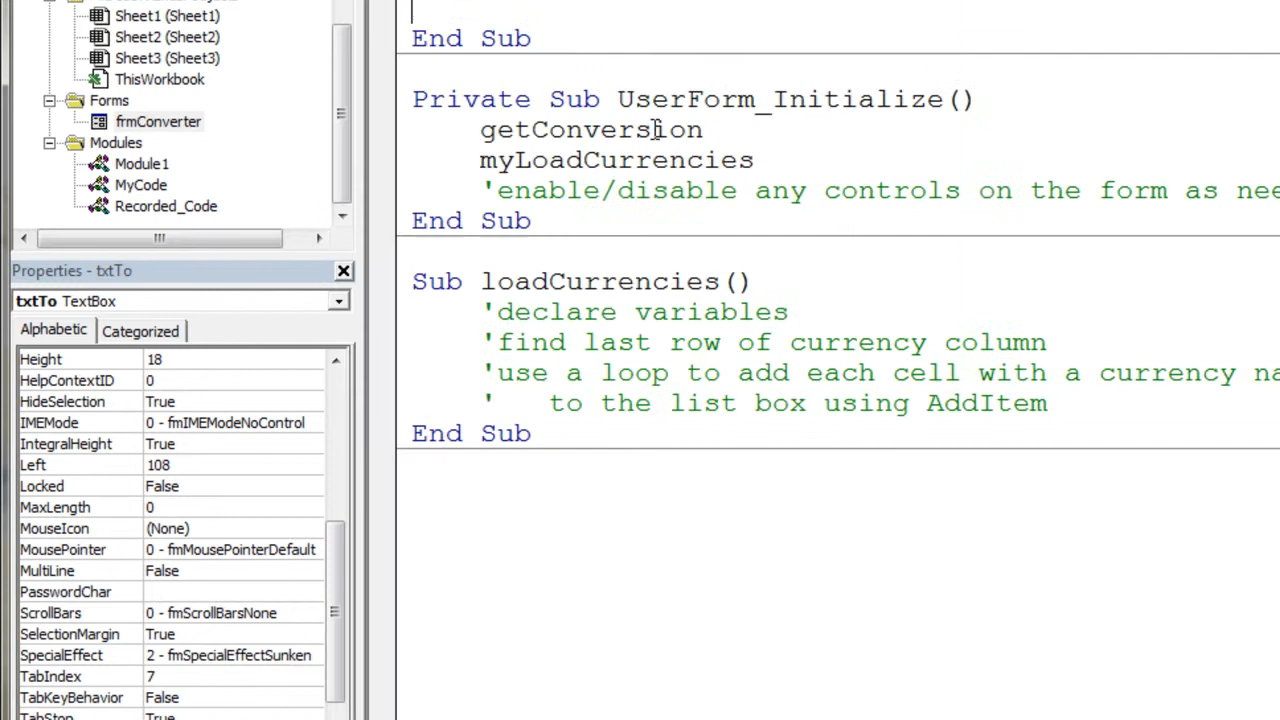 Sheet1 (Sheet1)
Sheet2 (Sheet2)
Sheet3 (Sheet3)
ThisWorkbook
Forms
frmConverter
Modules
Module1
MyCode
Recorded_Code
Properties - txtTo
txtTo TextBox
Alphabetic Categorized
Height 18
HelpContextID 0
HideSelection True
IMEMode 0 - fmIMEModeNoControl
IntegralHeight True
Left 108
Locked False
MaxLength 0
MouseIcon (None)
MousePointer 0 - fmMousePointerDefault
MultiLine False
PasswordChar
ScrollBars 0 - fmScrollBarsNone
SelectionMargin True
SpecialEffect 2 - fmSpecialEffectSunken
TabIndex 7
TabKeyBehavior False
TabStop True
End Sub
Private Sub UserForm_Initialize()
getConversion
myLoadCurrencies
'enable/disable any controls on the form as nee
End Sub
Sub loadCurrencies()
'declare variables
'find last row of currency column
'use a loop to add each cell with a currency na
' to the list box using AddItem
End Sub